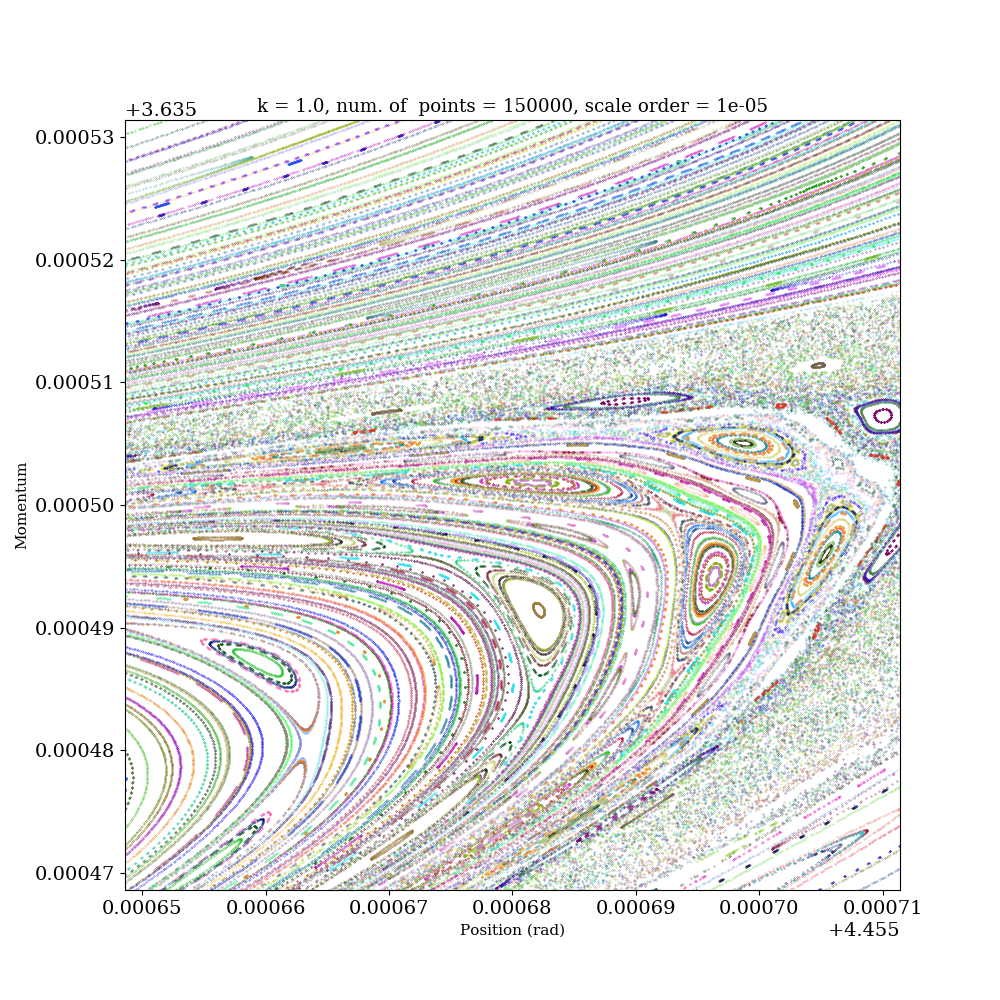 +3.635
k = 1.0, num. of  points = 150000, scale order = 1e-05
0.00053
0.00052
0.00051
0.00050
0.00049
0.00048
0.00047
Momentum
0.00065 0.00066 0.00067 0.00068 0.00069 0.00070 0.00071
Position (rad)
+4.455